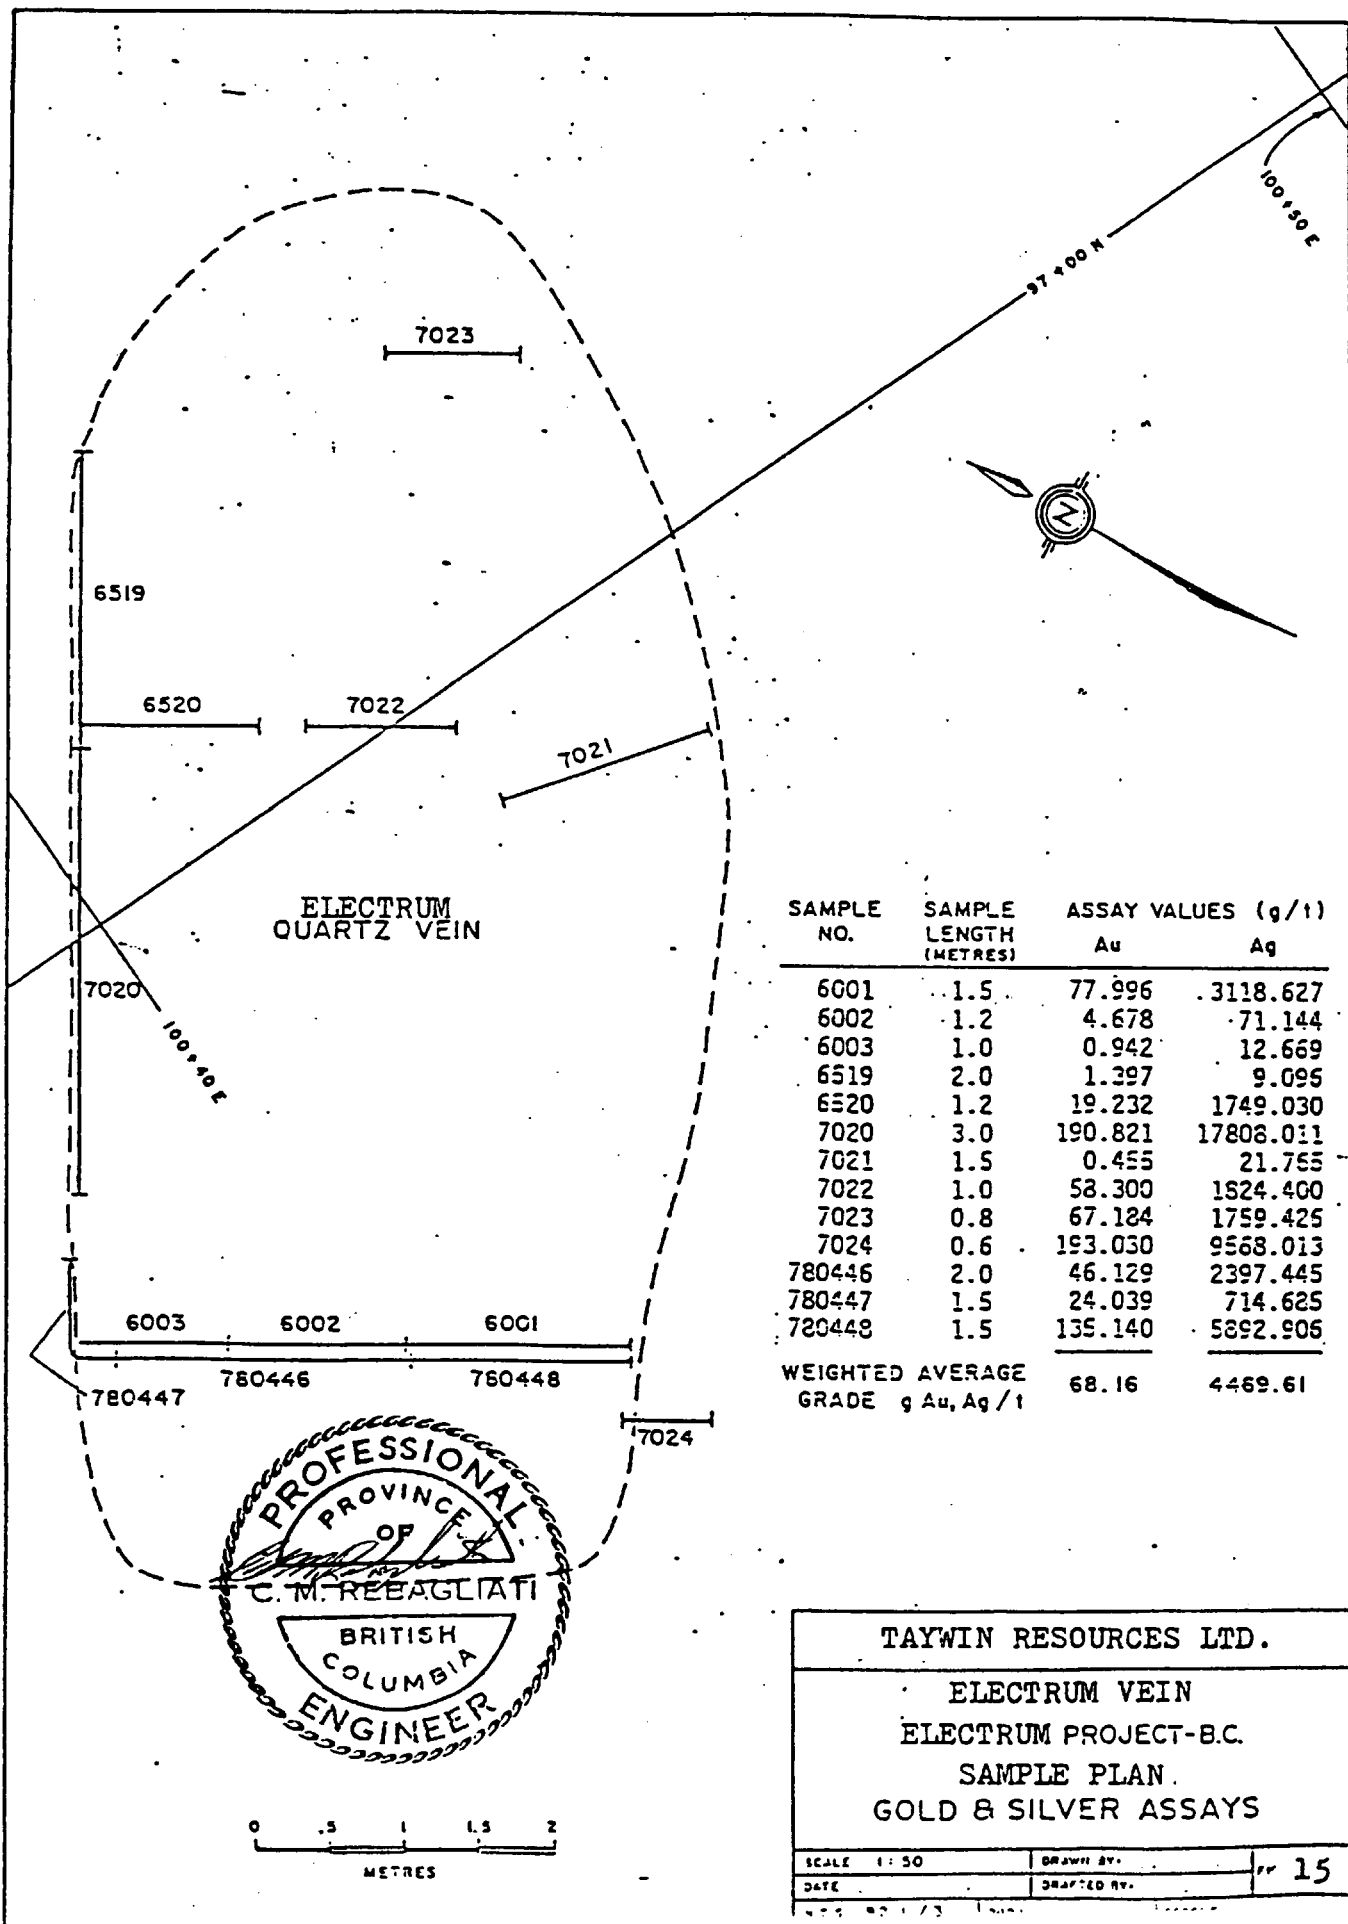 100+50 E
97+00 N
7023
N
6519
6520
7022
7021
ELECTRUM
QUARTZ VEIN
7020
100+40 E
SAMPLE NO. SAMPLE LENGTH (METRES) ASSAY VALUES (g/t) Au Ag
6001 1.5 77.996 3118.627
6002 1.2 4.678 71.144
6003 1.0 0.942 12.669
6519 2.0 1.397 9.095
6520 1.2 19.232 1749.030
7020 3.0 190.821 17808.011
7021 1.5 0.455 21.755
7022 1.0 58.300 1524.400
7023 0.8 67.184 1759.425
7024 0.6 193.030 9568.013
780446 2.0 46.129 2397.445
780447 1.5 24.039 714.625
780448 1.5 135.140 5892.906
WEIGHTED AVERAGE
GRADE g Au, Ag / t 68.16 4469.61
6003 6002 6001
780447 780446 780448
7024
PROFESSIONAL
PROVINCE
OF
C. M. REBAGLIATI
BRITISH
COLUMBIA
ENGINEER
0 .5 1 1.5 2
METRES
TAYWIN RESOURCES LTD.
ELECTRUM VEIN
ELECTRUM PROJECT-B.C.
SAMPLE PLAN.
GOLD & SILVER ASSAYS
SCALE 1:50 DRAWN BY. 15
DATE DRAFTED BY.